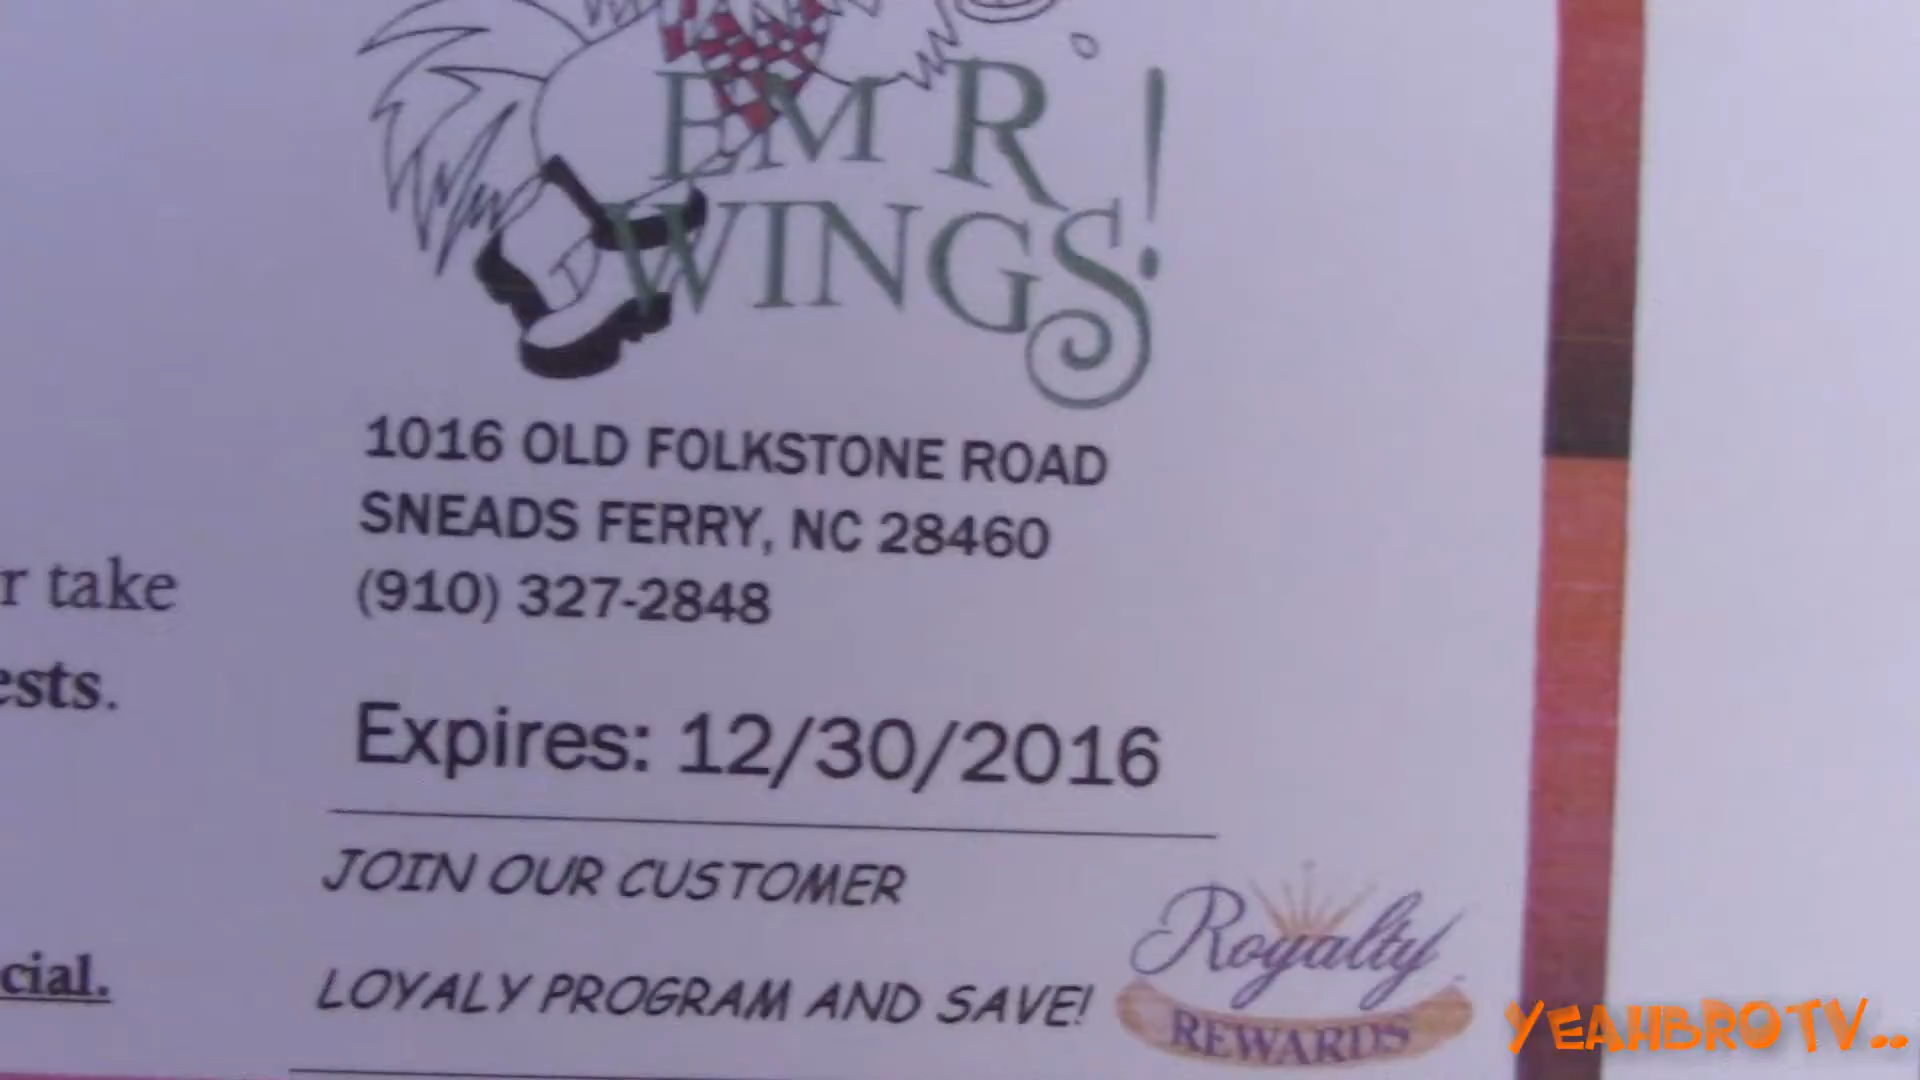 EM R
WINGS!
1016 OLD FOLKSTONE ROAD
SNEADS FERRY, NC 28460
(910) 327-2848
r take
ests.
Expires: 12/30/2016
JOIN OUR CUSTOMER
LOYALY PROGRAM AND SAVE!
cial.
Royalty
REWARDS
YEAHBROTV..